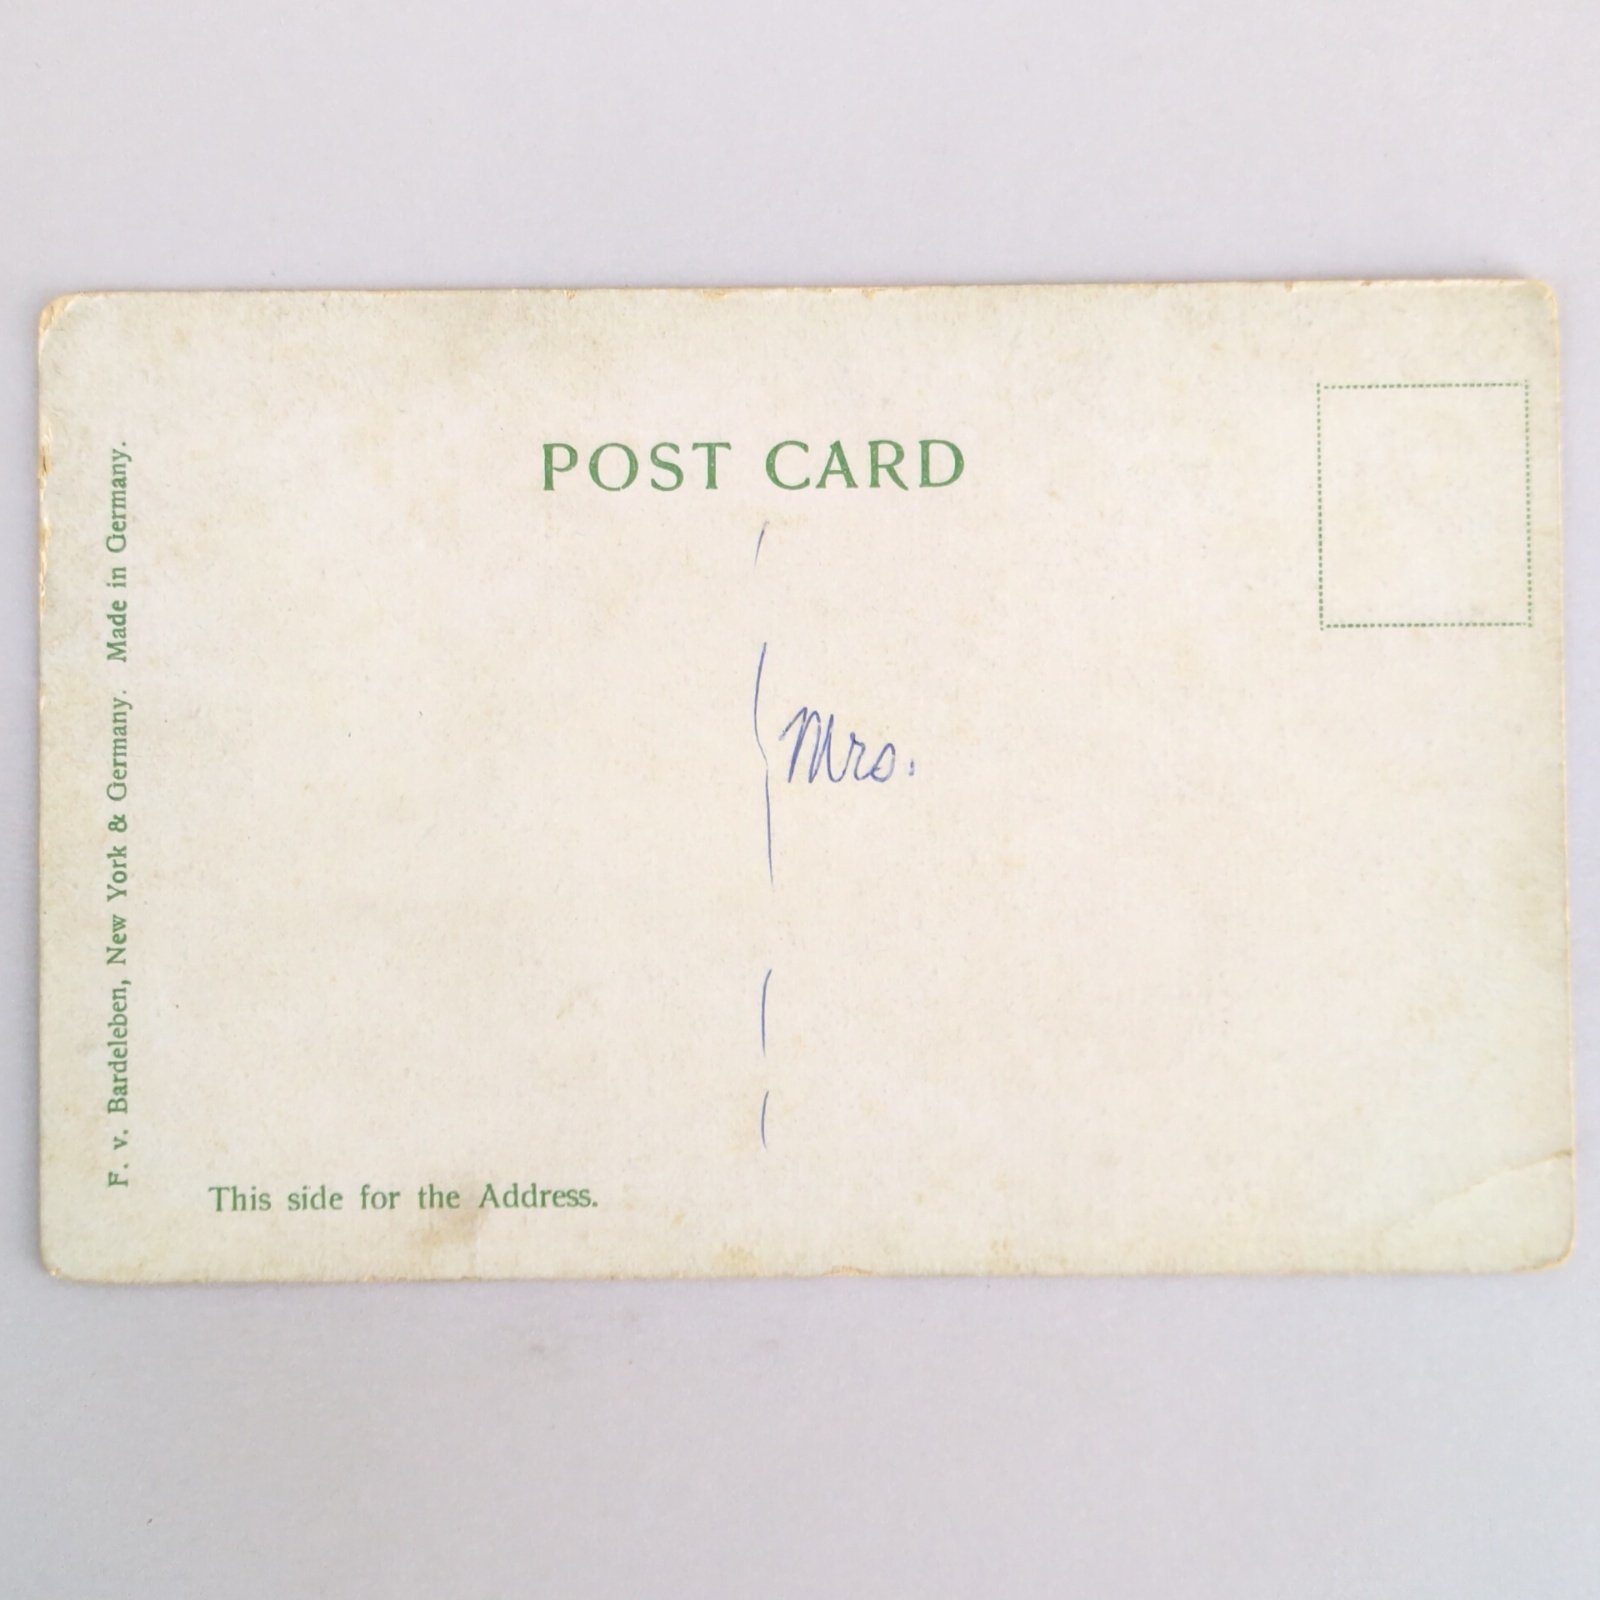 POST CARD
Mrs.
This side for the Address.
F. v. Bardeleben, New York & Germany. Made in Germany.